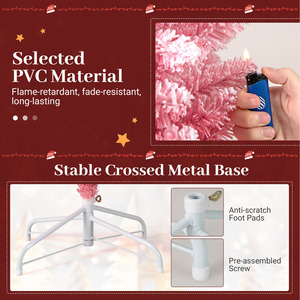 Selected
PVC Material
Flame-retardant, fade-resistant,
long-lasting
Stable Crossed Metal Base
Anti-scratch
Foot Pads
Pre-assembled
Screw